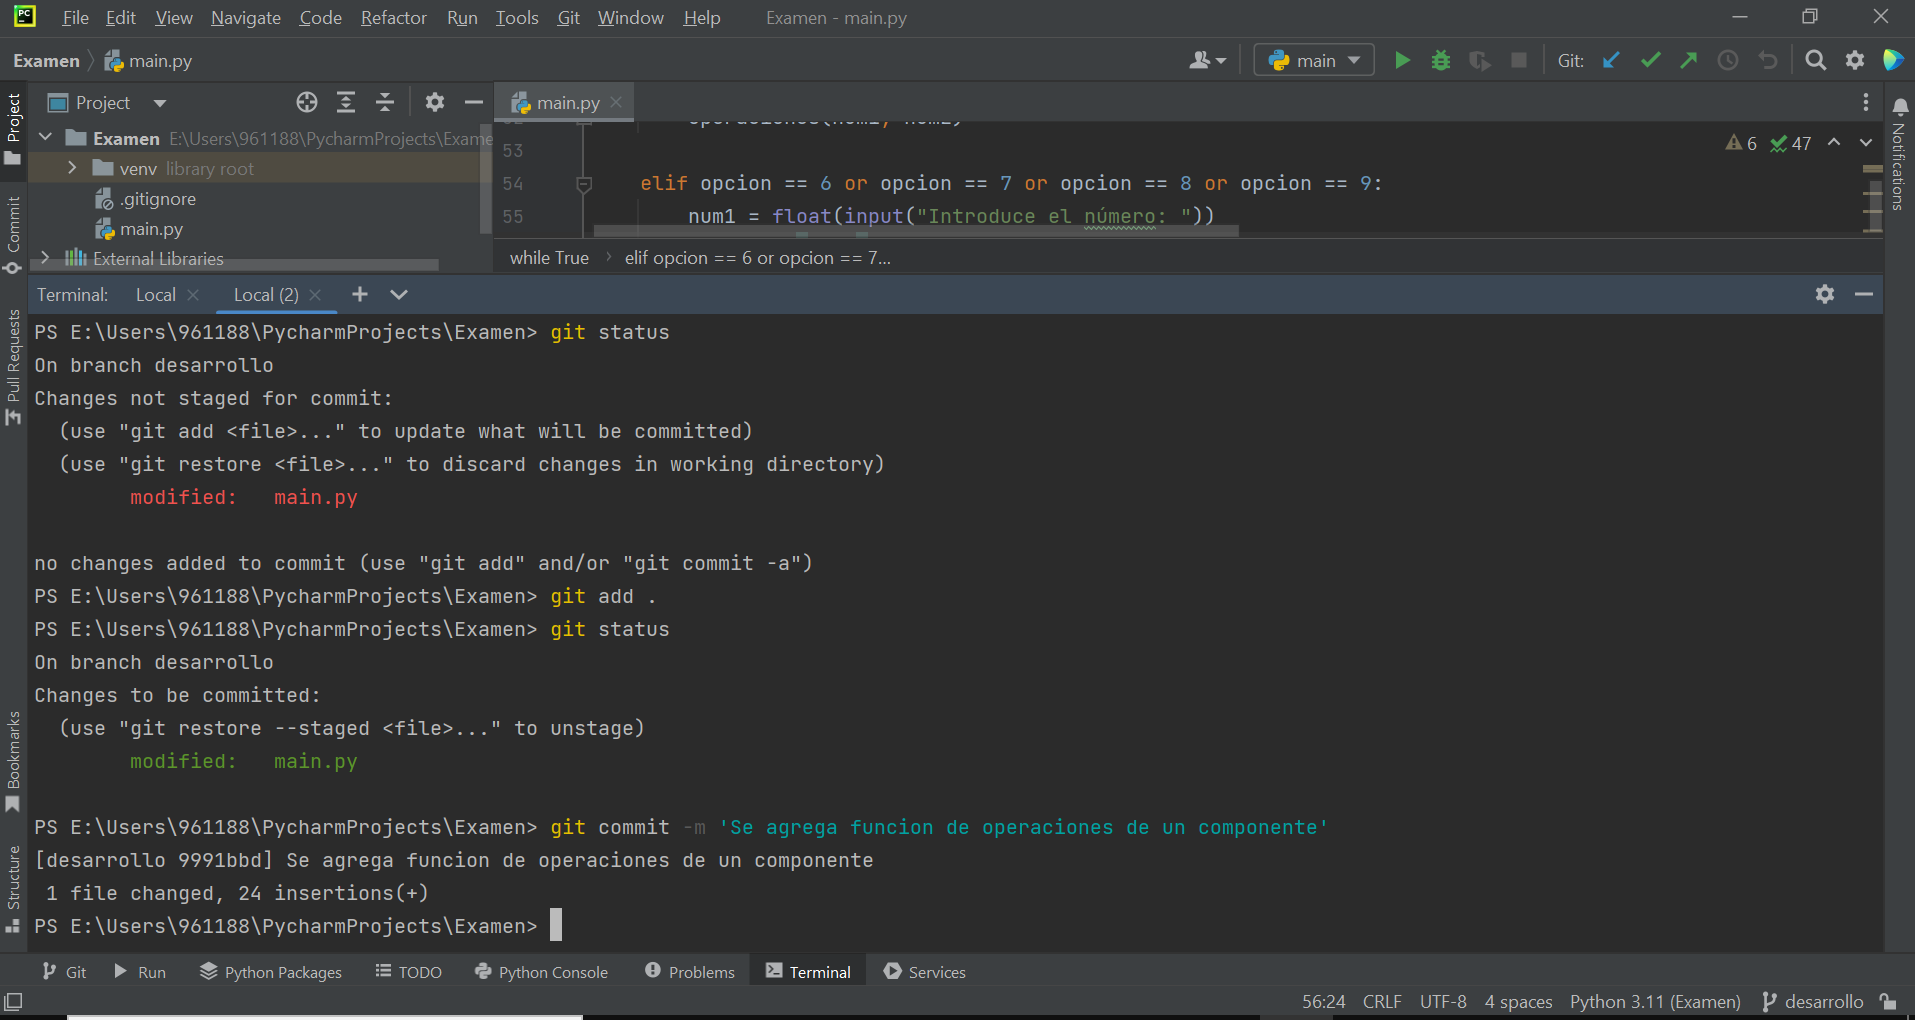 PC
File Edit View Navigate Code Refactor Run Tools Git Window Help Examen - main.py
Examen main.py main Git:
Project main.py
Examen E:\Users\961188\PycharmProjects\Exame
venv library root
.gitignore
main.py
External Libraries
53
54 elif opcion == 6 or opcion == 7 or opcion == 8 or opcion == 9:
55 num1 = float(input("Introduce el número: "))
6 47
while True elif opcion == 6 or opcion == 7...
Project
Commit
Pull Requests
Bookmarks
Structure
Notifications
Terminal: Local Local (2)
PS E:\Users\961188\PycharmProjects\Examen> git status
On branch desarrollo
Changes not staged for commit:
(use "git add <file>..." to update what will be committed)
(use "git restore <file>..." to discard changes in working directory)
modified: main.py
no changes added to commit (use "git add" and/or "git commit -a")
PS E:\Users\961188\PycharmProjects\Examen> git add .
PS E:\Users\961188\PycharmProjects\Examen> git status
On branch desarrollo
Changes to be committed:
(use "git restore --staged <file>..." to unstage)
modified: main.py
PS E:\Users\961188\PycharmProjects\Examen> git commit -m 'Se agrega funcion de operaciones de un componente'
[desarrollo 9991bbd] Se agrega funcion de operaciones de un componente
1 file changed, 24 insertions(+)
PS E:\Users\961188\PycharmProjects\Examen>
Git Run Python Packages TODO Python Console Problems Terminal Services
56:24 CRLF UTF-8 4 spaces Python 3.11 (Examen) desarrollo